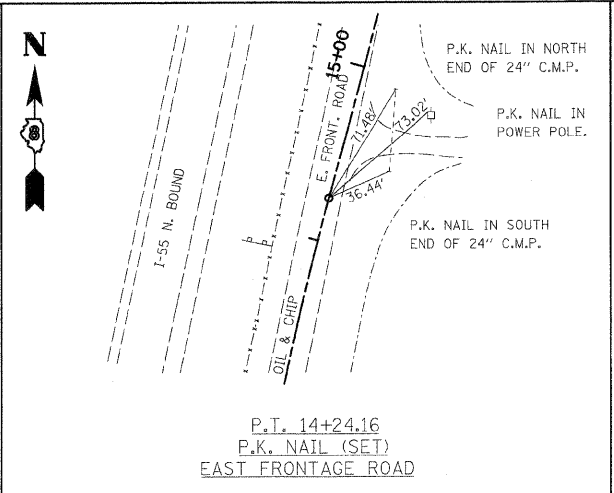 N
8
I-55 N. BOUND
OIL & CHIP
E. FRONT. ROAD
15+00
71.48'
73.02'
36.44'
P.K. NAIL IN NORTH
END OF 24" C.M.P.
P.K. NAIL IN
POWER POLE.
P.K. NAIL IN SOUTH
END OF 24" C.M.P.
P
P
P.T. 14+24.16
P.K. NAIL (SET)
EAST FRONTAGE ROAD